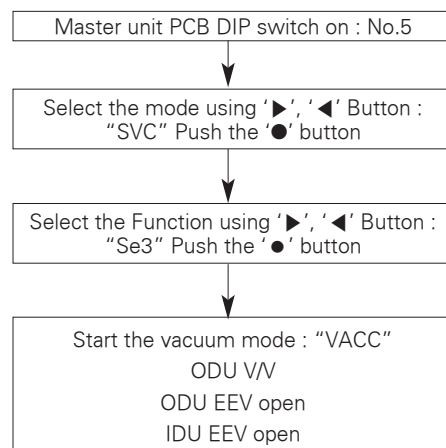 Master unit PCB DIP switch on : No.5
Select the mode using ‘▶’, ‘◀’ Button :
“SVC” Push the ‘●’ button
Select the Function using ‘▶’, ‘◀’ Button :
“Se3” Push the ‘●’ button
Start the vacuum mode : “VACC”
ODU V/V
ODU EEV open
IDU EEV open